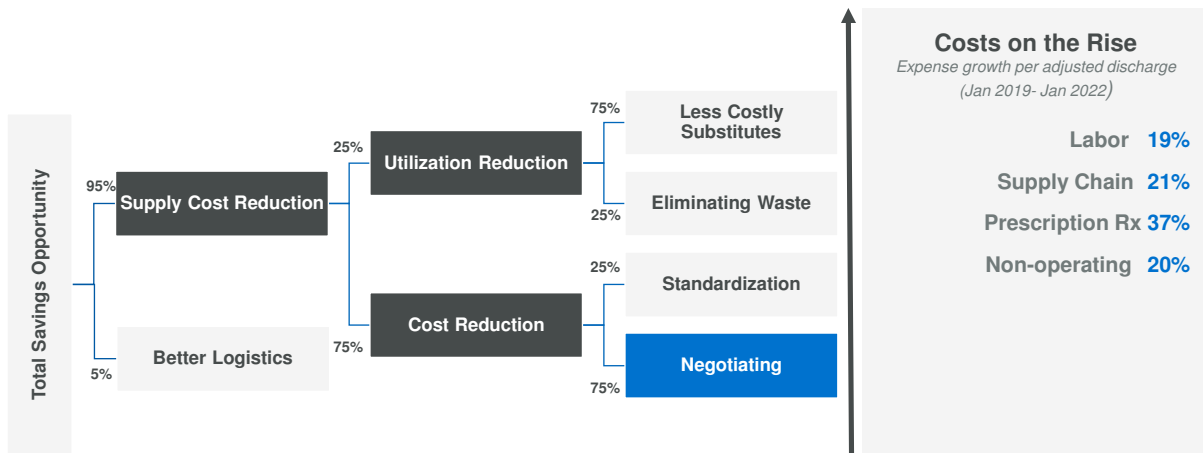 Total Savings Opportunity
95%
5%
Supply Cost Reduction
Better Logistics
25%
75%
Utilization Reduction
Cost Reduction
75%
25%
Less Costly
Substitutes
Eliminating Waste
25%
75%
Standardization
Negotiating
Costs on the Rise
Expense growth per adjusted discharge
(Jan 2019- Jan 2022)
Labor 19%
Supply Chain 21%
Prescription Rx 37%
Non-operating 20%